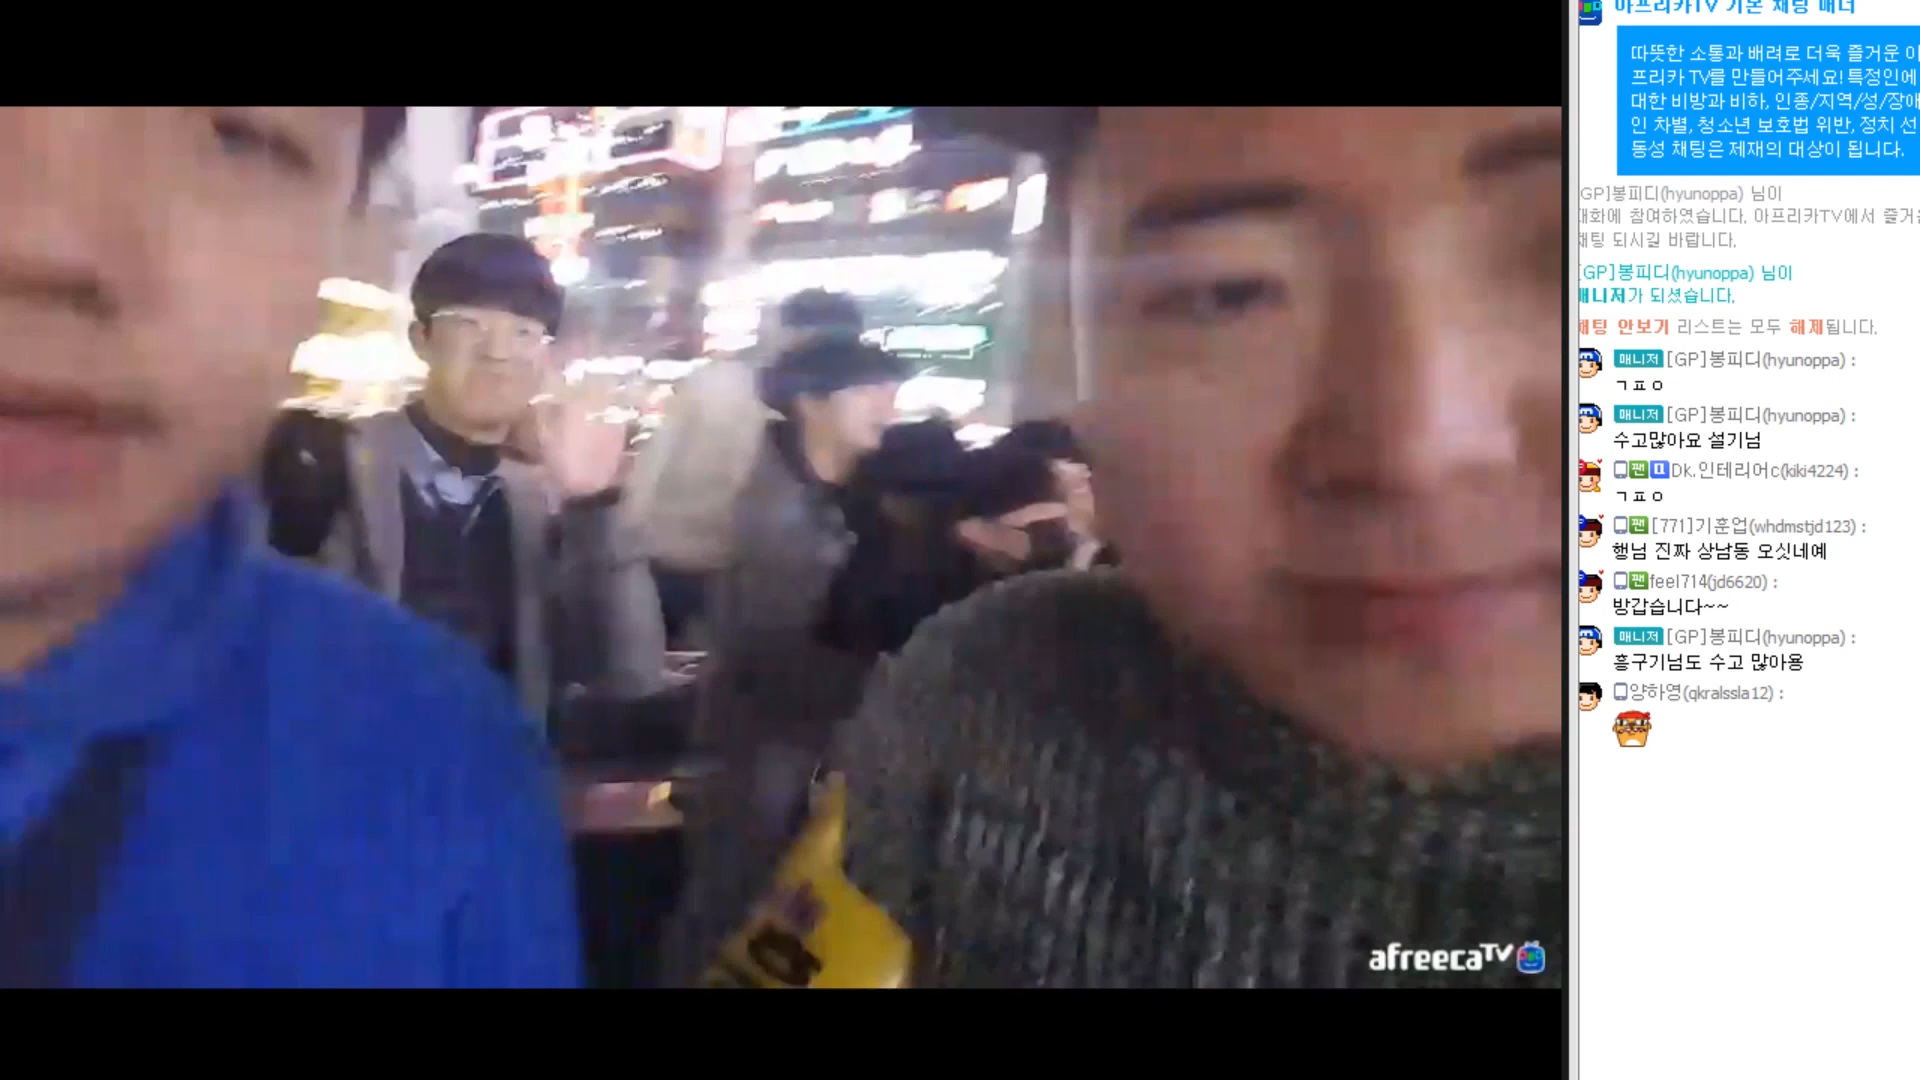 아프리카TV 기본 채팅 매너
따뜻한 소통과 배려로 더욱 즐거운
프리카 TV를 만들어주세요! 특정인에
대한 비방과 비하, 인종/지역/성/장애
인 차별, 청소년 보호법 위반, 정치 선
동성 채팅은 제재의 대상이 됩니다.
GP]봉피디(hyunoppa) 님이
대화에 참여하였습니다. 아프리카TV에서 즐거운
채팅 되시길 바랍니다.
[GP]봉피디(hyunoppa) 님이
매니저가 되셨습니다.
채팅 안보기 리스트는 모두 해제됩니다.
매니저 [GP]봉피디(hyunoppa) :
ㄱㅍㅇ
매니저 [GP]봉피디(hyunoppa) :
수고많아요 설기님
팬 Dk.인테리어c(kiki4224) :
ㄱㅍㅇ
팬 [771]기훈업(whdmstjd123) :
행님 진짜 상남동 오싯네예
팬 feel714(jd6620) :
방갑습니다~~
매니저 [GP]봉피디(hyunoppa) :
흥구기님도 수고 많아용
양하영(qkralssla12) :
afreecaTV